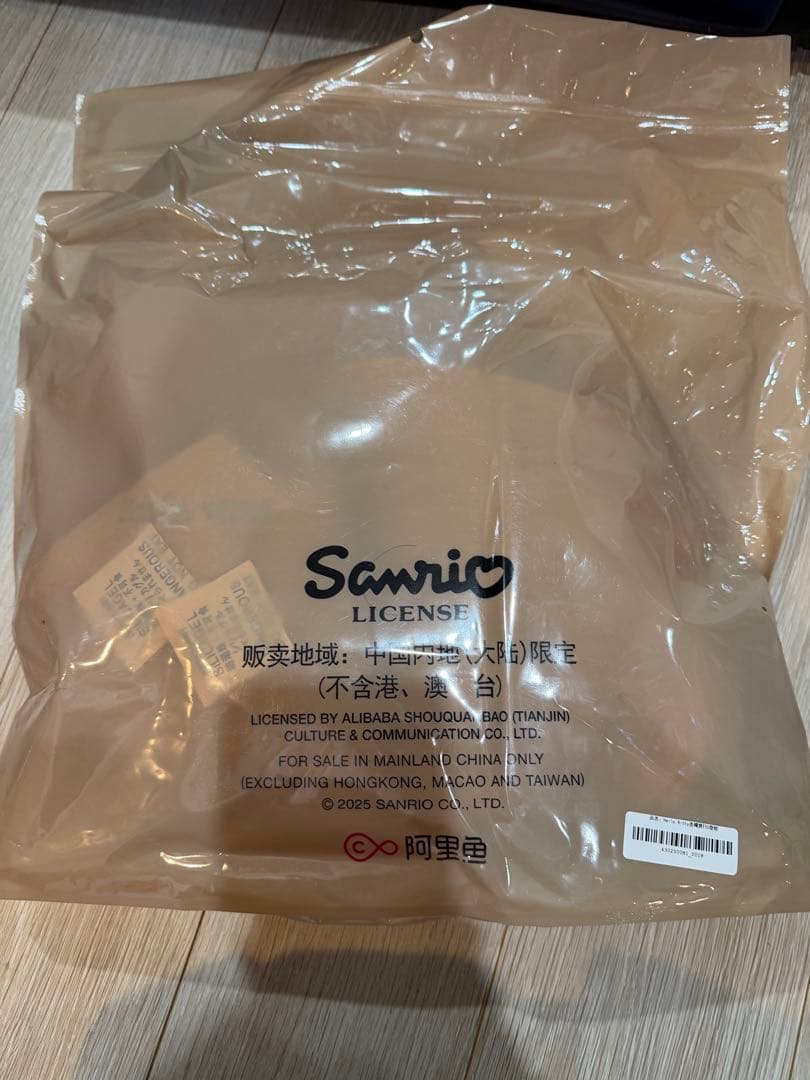 Sanrio
LICENSE
贩卖地域：中国内地(大陆)限定
(不含港、澳 台)
LICENSED BY ALIBABA SHOUQUANBAO (TIANJIN)
CULTURE & COMMUNICATION CO., LTD.
FOR SALE IN MAINLAND CHINA ONLY
(EXCLUDING HONGKONG, MACAO AND TAIWAN)
© 2025 SANRIO CO., LTD.
阿里鱼